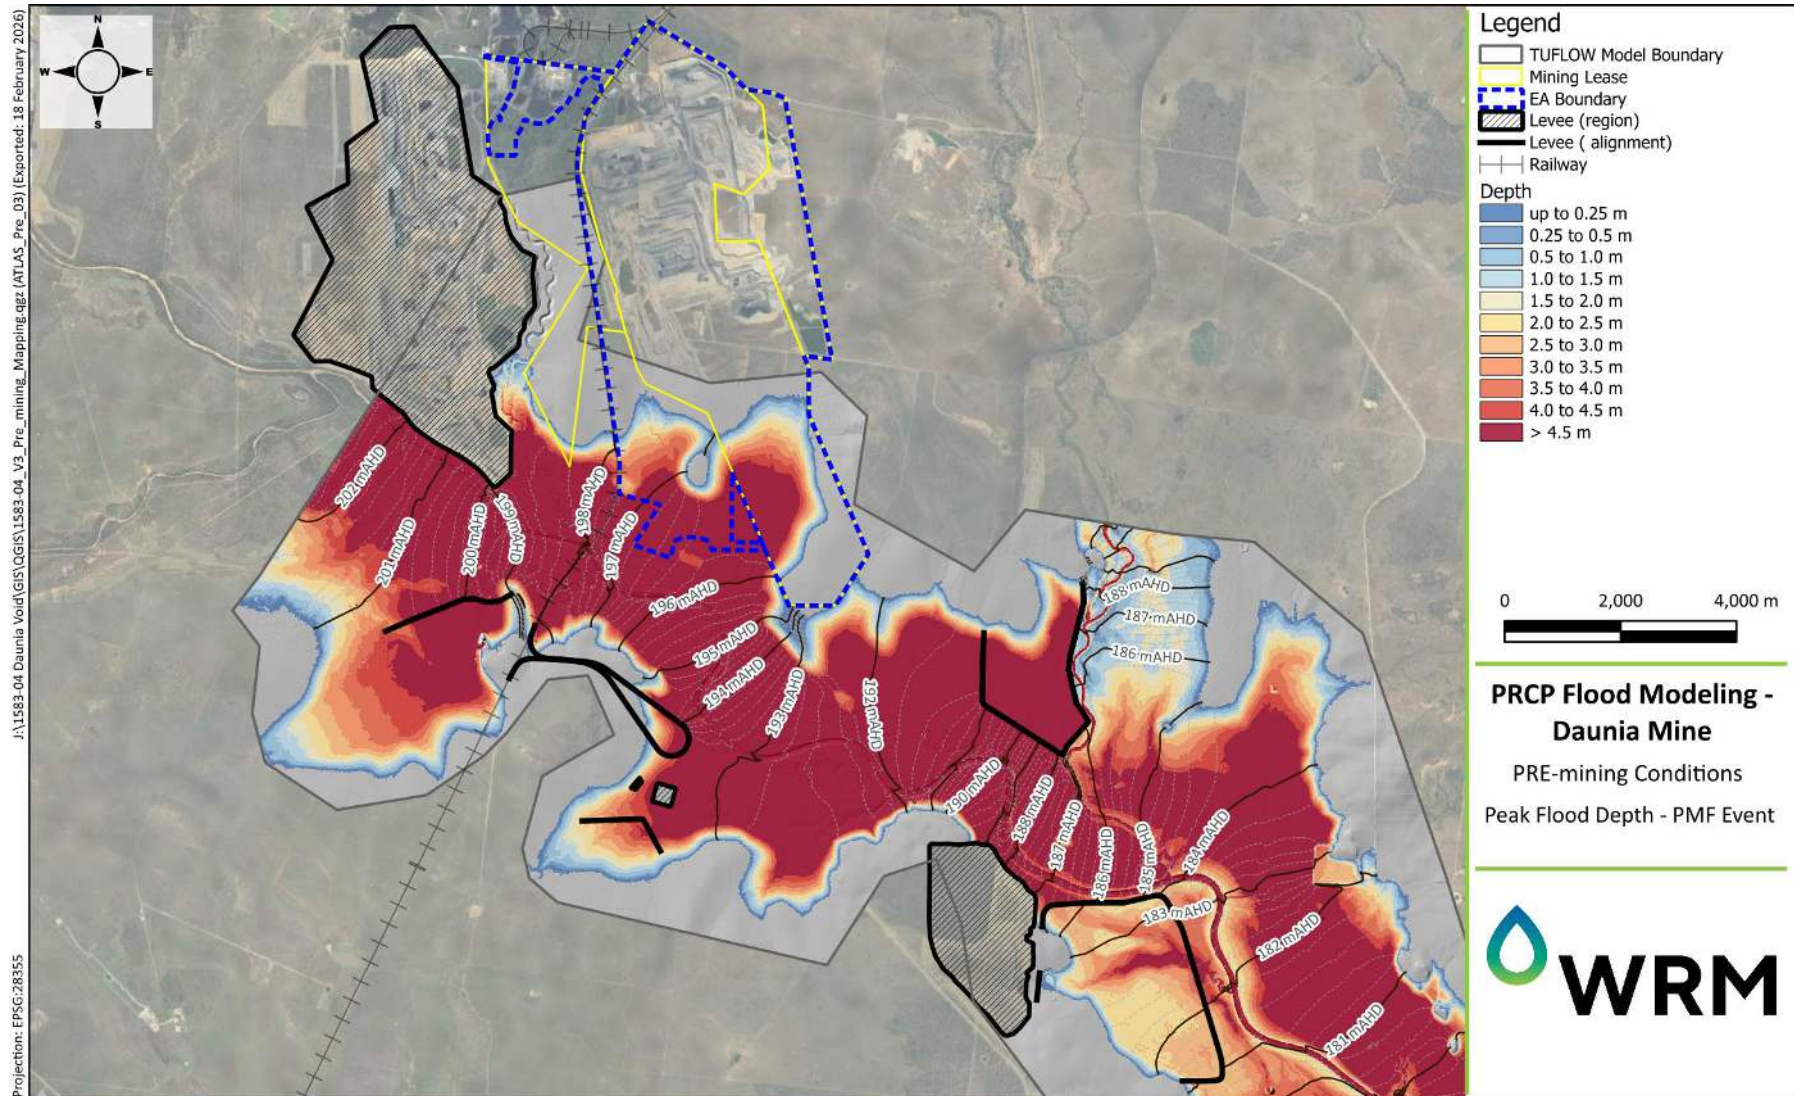 J:\1583-04 Daunia Void\GIS\QGIS\1583-04_V3_Pre_mining_Mapping.qgz (ATLAS_Pre_03) (Exported: 18 February 2026)
Projection: EPSG:28355
N
W
E
S
202 mAHD
201 mAHD
200 mAHD
199 mAHD
198 mAHD
197 mAHD
196 mAHD
195 mAHD
194 mAHD
193 mAHD
192 mAHD
190 mAHD
188 mAHD
187 mAHD
186 mAHD
185 mAHD
184 mAHD
183 mAHD
182 mAHD
181 mAHD
188 mAHD
187 mAHD
186 mAHD
Legend
TUFLOW Model Boundary
Mining Lease
EA Boundary
Levee (region)
Levee ( alignment)
Railway
Depth
up to 0.25 m
0.25 to 0.5 m
0.5 to 1.0 m
1.0 to 1.5 m
1.5 to 2.0 m
2.0 to 2.5 m
2.5 to 3.0 m
3.0 to 3.5 m
3.5 to 4.0 m
4.0 to 4.5 m
> 4.5 m
0 2,000 4,000 m
PRCP Flood Modeling -
Daunia Mine
PRE-mining Conditions
Peak Flood Depth - PMF Event
WRM